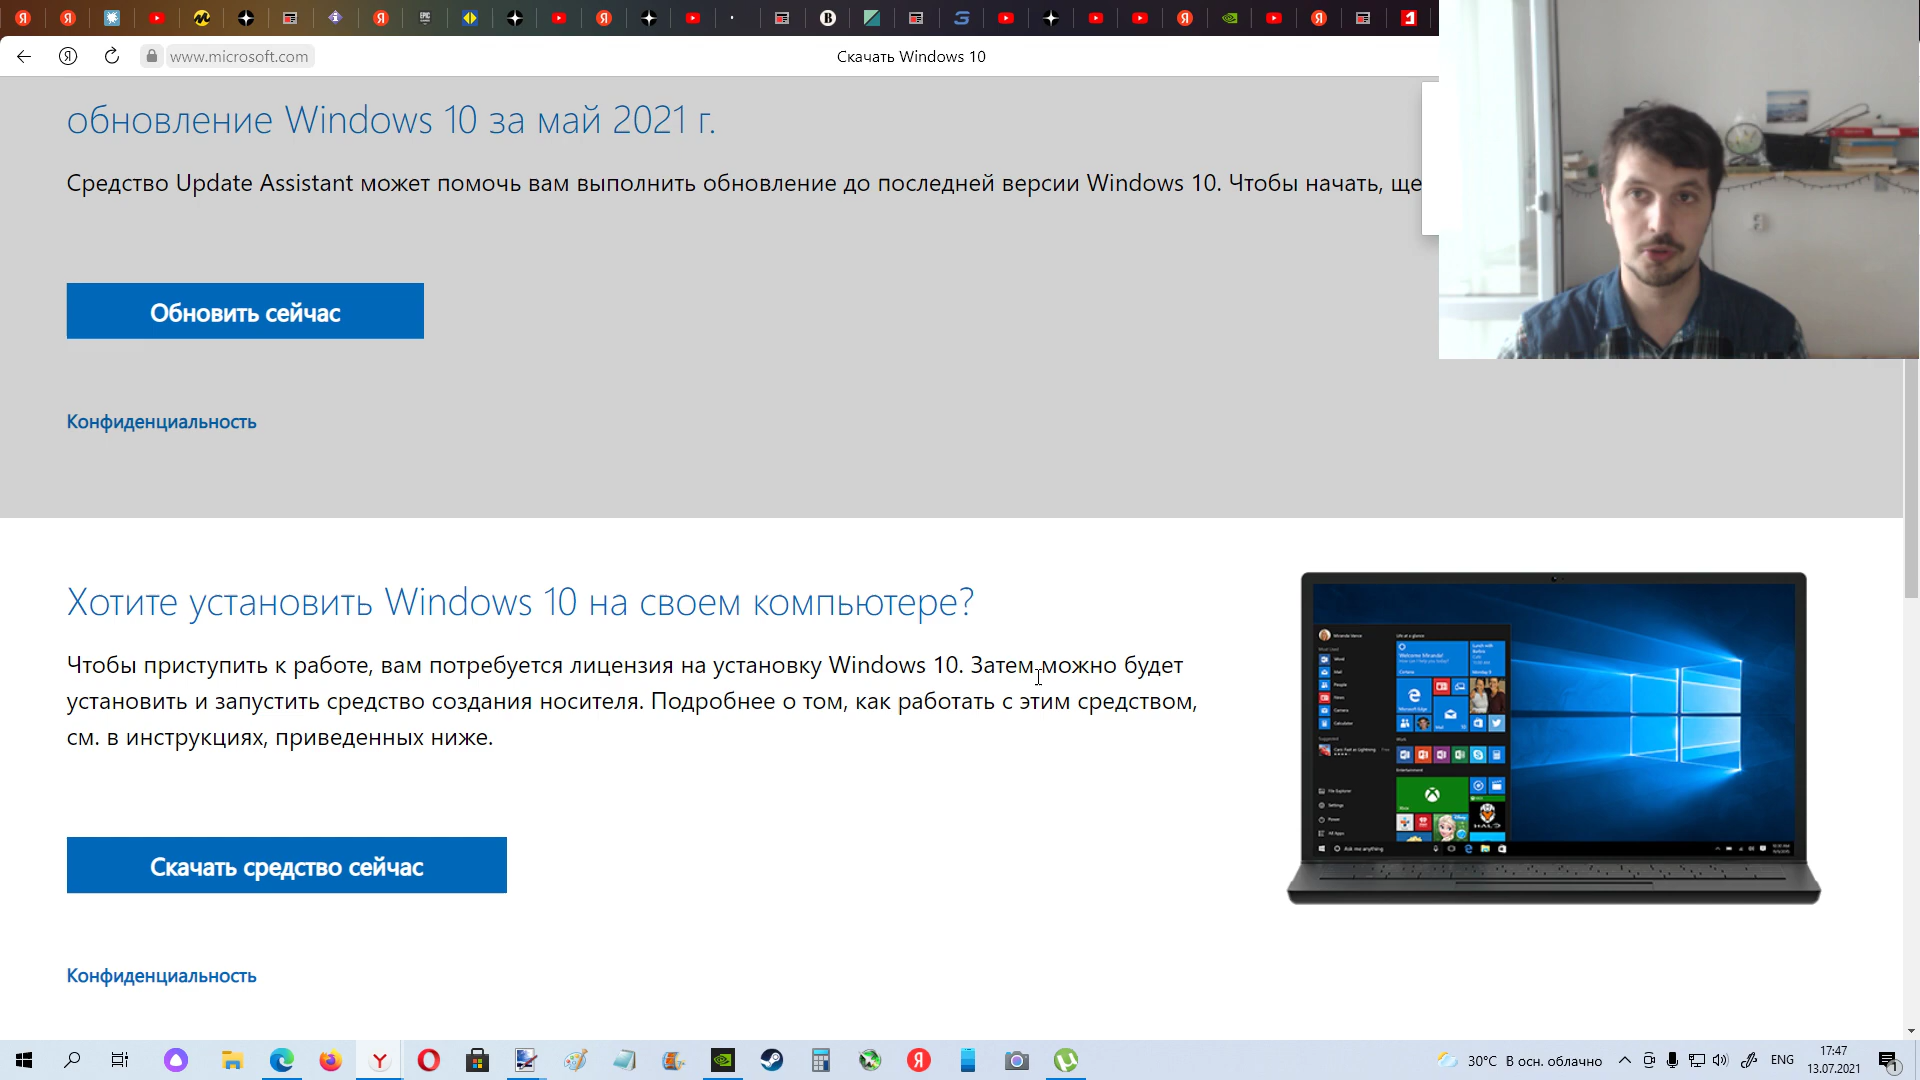 www.microsoft.com
Скачать Windows 10
обновление Windows 10 за май 2021 г.
Средство Update Assistant может помочь вам выполнить обновление до последней версии Windows 10. Чтобы начать, ще
Обновить сейчас
Конфиденциальность
Хотите установить Windows 10 на своем компьютере?
Чтобы приступить к работе, вам потребуется лицензия на установку Windows 10. Затем можно будет
установить и запустить средство создания носителя. Подробнее о том, как работать с этим средством,
см. в инструкциях, приведенных ниже.
Скачать средство сейчас
Конфиденциальность
30°C В осн. облачно
ENG
17:47
13.07.2021